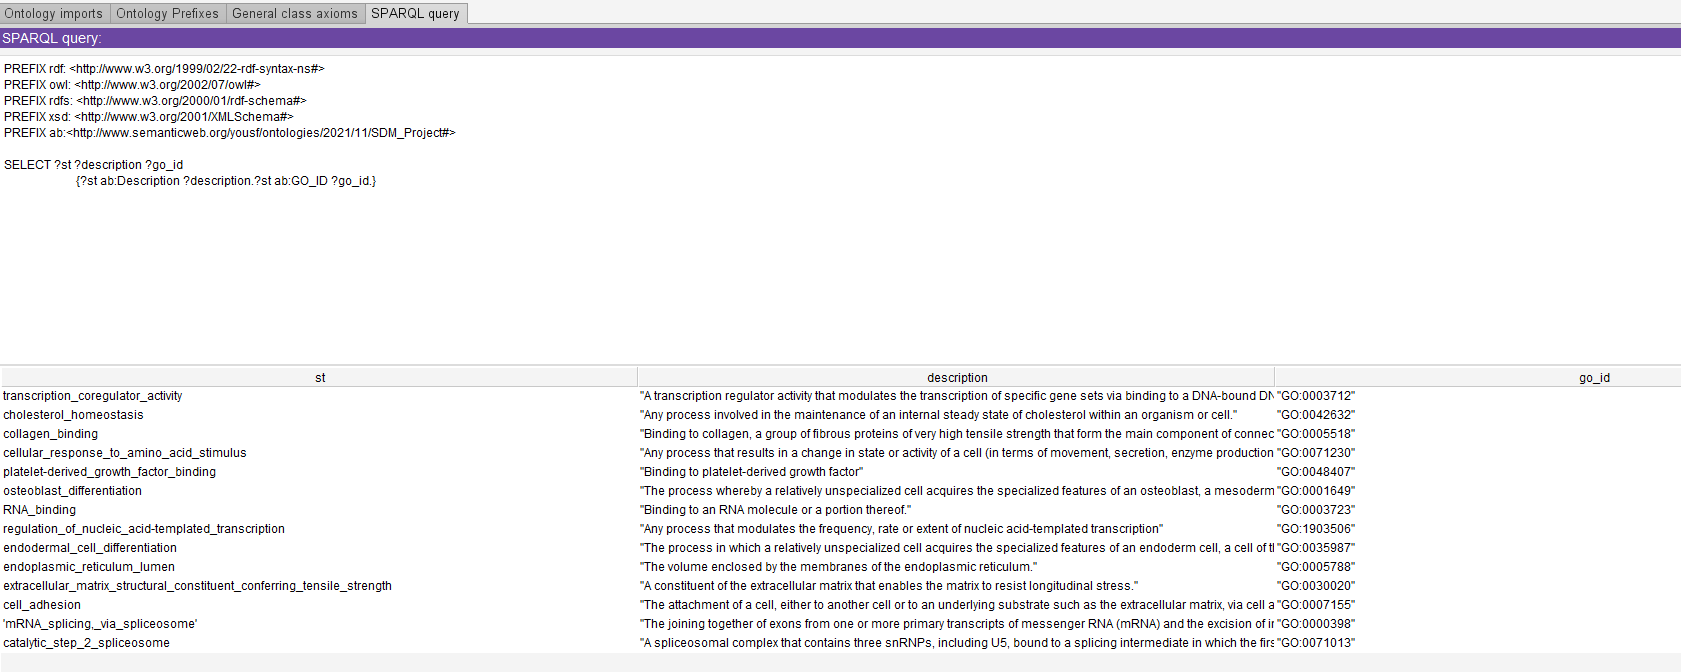 Ontology imports Ontology Prefixes General class axioms SPARQL query
SPARQL query:
PREFIX rdf: <http://www.w3.org/1999/02/22-rdf-syntax-ns#>
PREFIX owl: <http://www.w3.org/2002/07/owl#>
PREFIX rdfs: <http://www.w3.org/2000/01/rdf-schema#>
PREFIX xsd: <http://www.w3.org/2001/XMLSchema#>
PREFIX ab:<http://www.semanticweb.org/yousf/ontologies/2021/11/SDM_Project#>
SELECT ?st ?description ?go_id
{?st ab:Description ?description.?st ab:GO_ID ?go_id.}
st description go_id
transcription_coregulator_activity "A transcription regulator activity that modulates the transcription of specific gene sets via binding to a DNA-bound DN "GO:0003712"
cholesterol_homeostasis "Any process involved in the maintenance of an internal steady state of cholesterol within an organism or cell." "GO:0042632"
collagen_binding "Binding to collagen, a group of fibrous proteins of very high tensile strength that form the main component of connec "GO:0005518"
cellular_response_to_amino_acid_stimulus "Any process that results in a change in state or activity of a cell (in terms of movement, secretion, enzyme production "GO:0071230"
platelet-derived_growth_factor_binding "Binding to platelet-derived growth factor" "GO:0048407"
osteoblast_differentiation "The process whereby a relatively unspecialized cell acquires the specialized features of an osteoblast, a mesoderm "GO:0001649"
RNA_binding "Binding to an RNA molecule or a portion thereof." "GO:0003723"
regulation_of_nucleic_acid-templated_transcription "Any process that modulates the frequency, rate or extent of nucleic acid-templated transcription" "GO:1903506"
endodermal_cell_differentiation "The process in which a relatively unspecialized cell acquires the specialized features of an endoderm cell, a cell of "GO:0035987"
endoplasmic_reticulum_lumen "The volume enclosed by the membranes of the endoplasmic reticulum." "GO:0005788"
extracellular_matrix_structural_constituent_conferring_tensile_strength "A constituent of the extracellular matrix that enables the matrix to resist longitudinal stress." "GO:0030020"
cell_adhesion "The attachment of a cell, either to another cell or to an underlying substrate such as the extracellular matrix, via cell a "GO:0007155"
'mRNA_splicing,_via_spliceosome' "The joining together of exons from one or more primary transcripts of messenger RNA (mRNA) and the excision of "GO:0000398"
catalytic_step_2_spliceosome "A spliceosomal complex that contains three snRNPs, including U5, bound to a splicing intermediate in which the "GO:0071013"